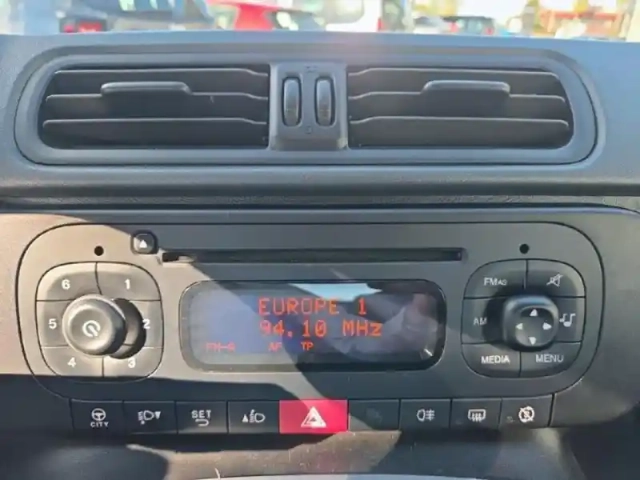 6 1
5 2
4 3
EUROPE 1
94.10 MHz
AF TP
FM AS
AM
MEDIA
MENU
CITY
SET